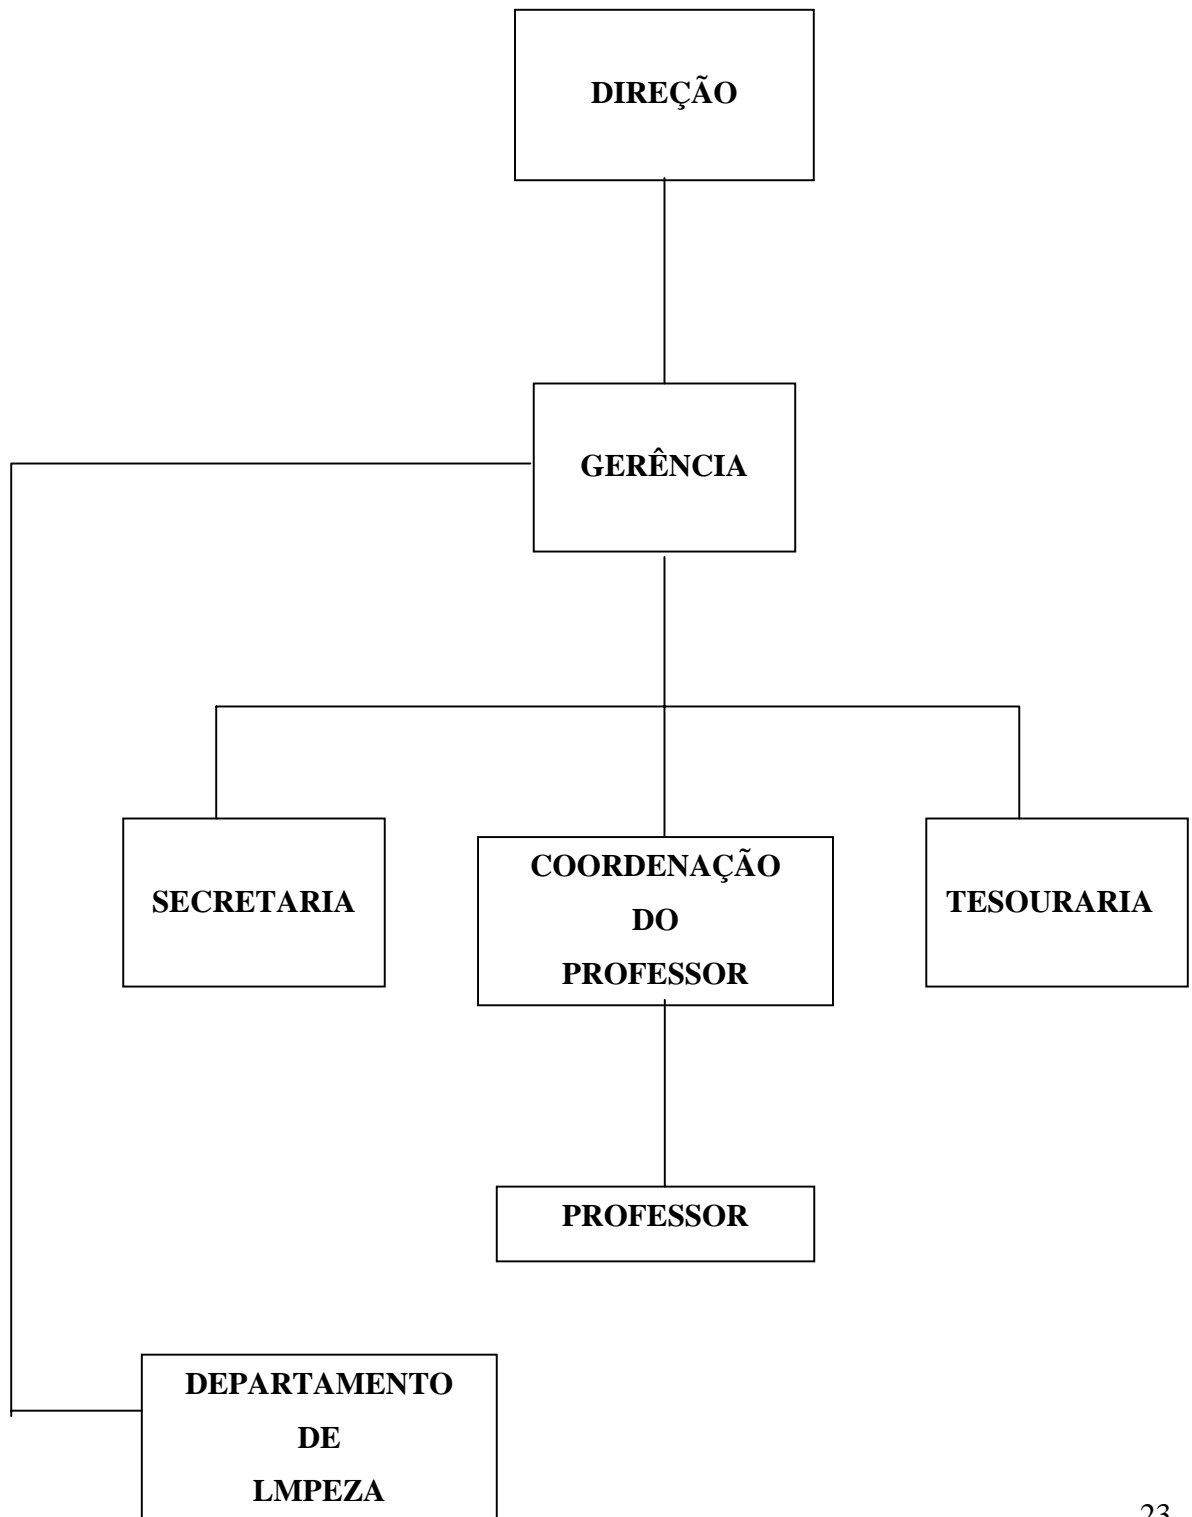 DIREÇÃO
GERÊNCIA
SECRETARIA
COORDENAÇÃO
DO
PROFESSOR
TESOURARIA
PROFESSOR
DEPARTAMENTO
DE
LMPEZA
23